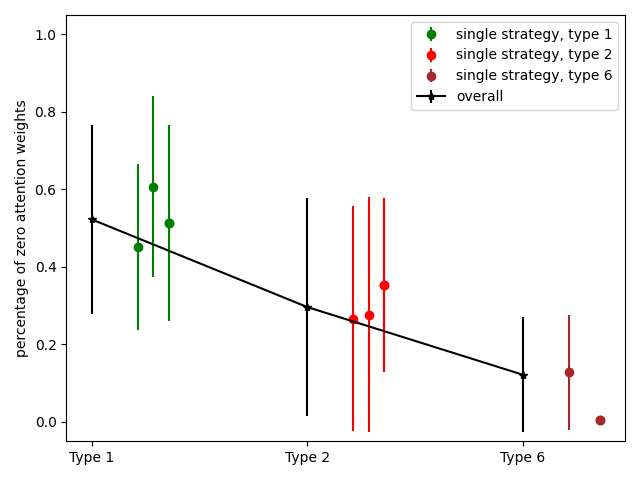 single strategy, type 1
single strategy, type 2
single strategy, type 6
overall
percentage of zero attention weights
1.0
0.8
0.6
0.4
0.2
0.0
Type 1
Type 2
Type 6